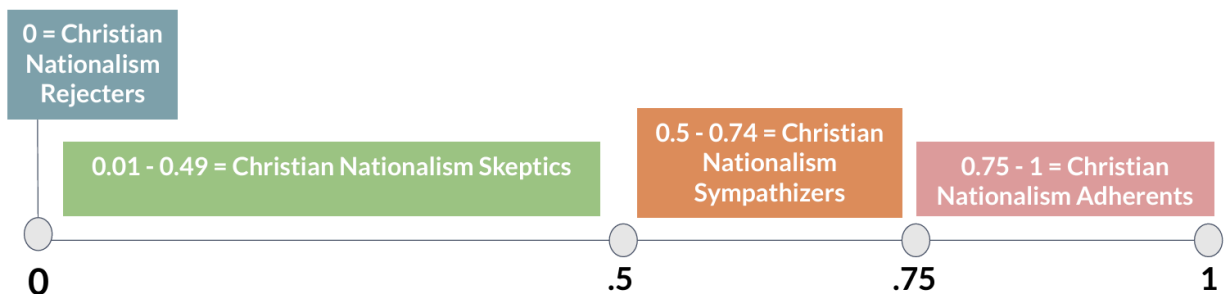 0 = Christian
Nationalism
Rejecters
0.01 - 0.49 = Christian Nationalism Skeptics
0.5 - 0.74 = Christian
Nationalism
Sympathizers
0.75 - 1 = Christian
Nationalism Adherents
0
.5
.75
1